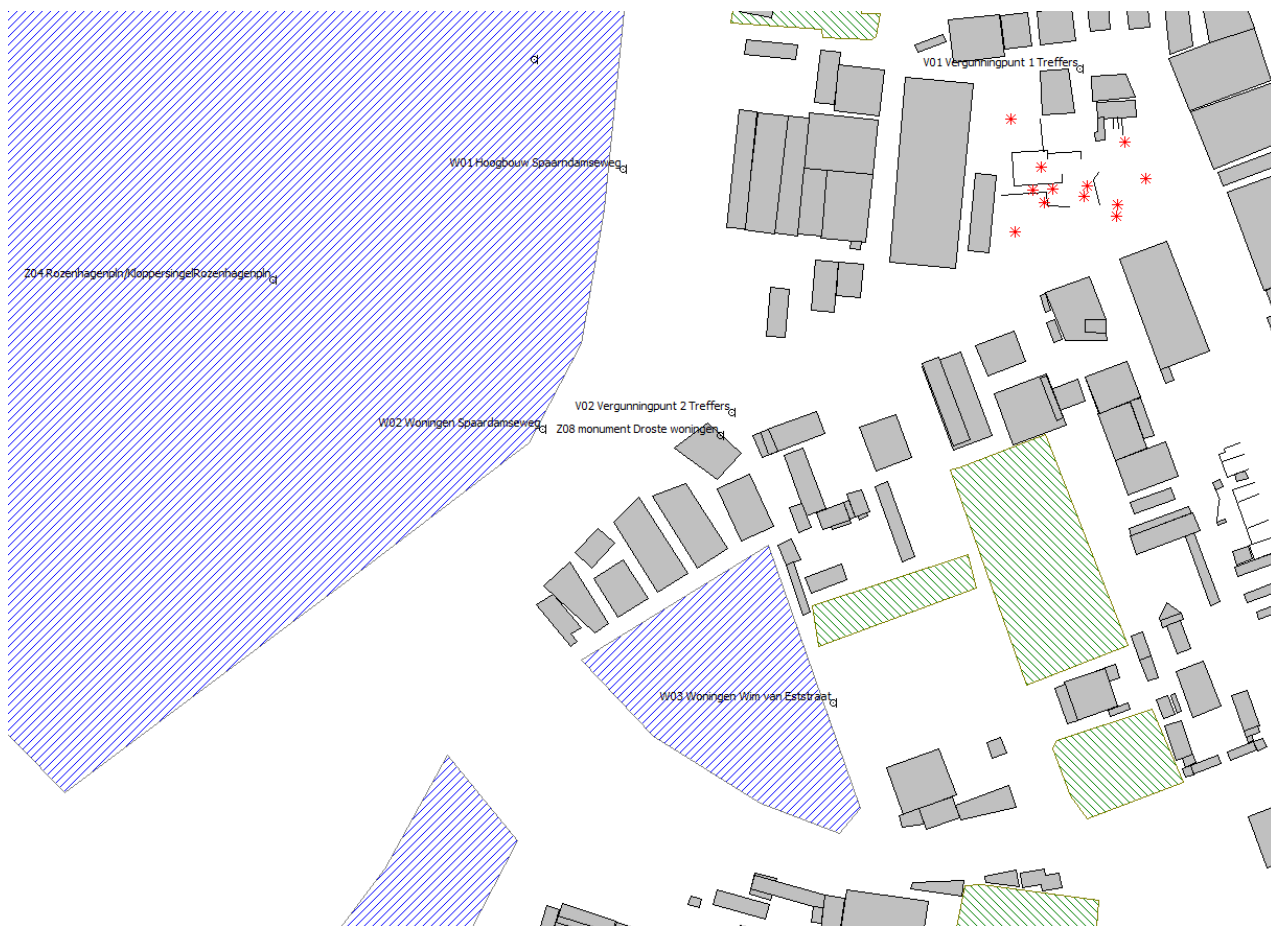 V01 Vergunningpunt 1 Treffers
W01 Hoogbouw Spaarndamseweg
Z04 Rozenhagenpln/KloppersingelRozenhagenpln
V02 Vergunningpunt 2 Treffers
W02 Woningen Spaardamseweg
Z08 monument Droste woningen
W03 Woningen Wim van Eststraat